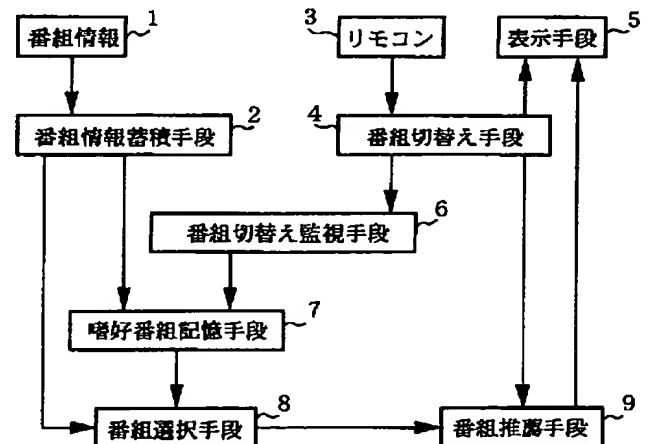 1
番組情報
3
リモコン
5
表示手段
2
番組情報蓄積手段
4
番組切替え手段
6
番組切替え監視手段
7
嗜好番組記憶手段
8
番組選択手段
9
番組推薦手段